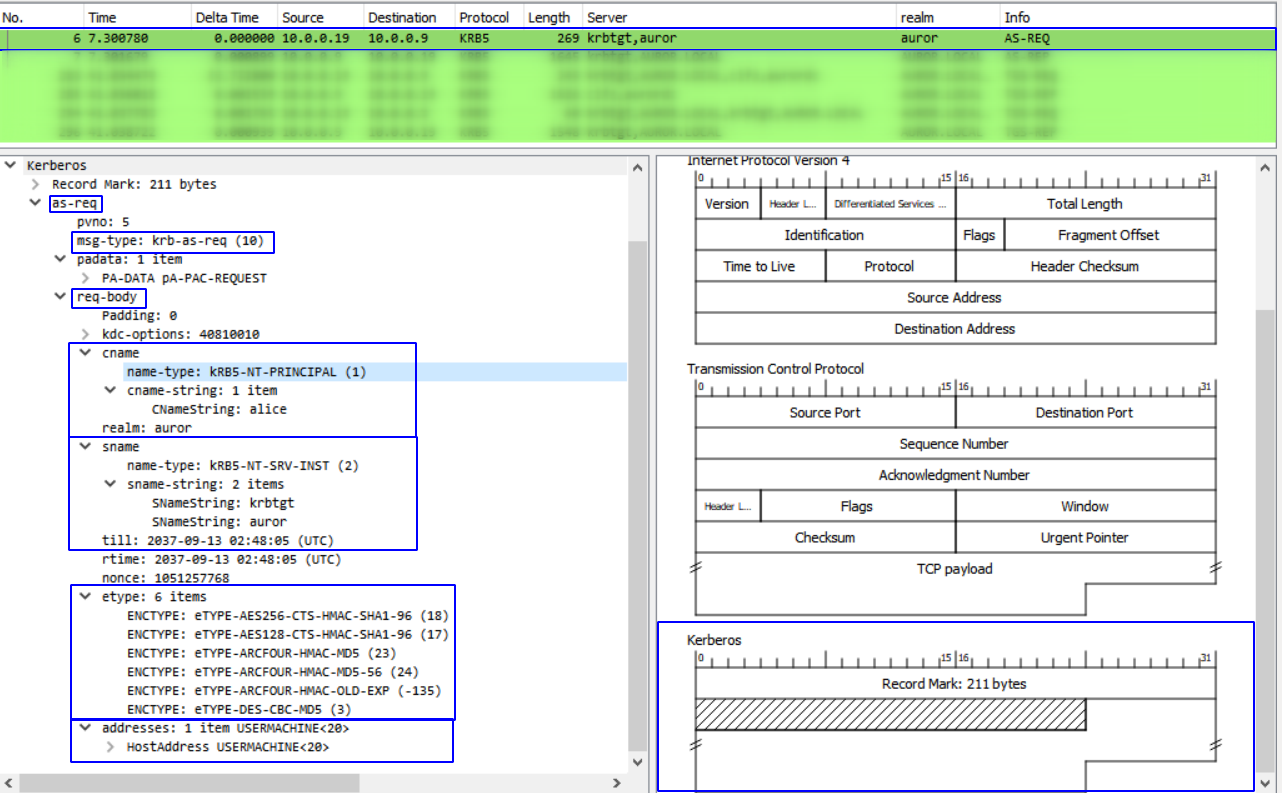 No. Time Delta Time Source Destination Protocol Length Server realm Info
6 7.300780 0.000000 10.0.0.19 10.0.0.9 KRB5 269 krbtgt,auror auror AS-REQ
Kerberos
Record Mark: 211 bytes
as-req
pvno: 5
msg-type: krb-as-req (10)
padata: 1 item
PA-DATA pA-PAC-REQUEST
req-body
Padding: 0
kdc-options: 40810010
cname
name-type: kRB5-NT-PRINCIPAL (1)
cname-string: 1 item
CNameString: alice
realm: auror
sname
name-type: kRB5-NT-SRV-INST (2)
sname-string: 2 items
SNameString: krbtgt
SNameString: auror
till: 2037-09-13 02:48:05 (UTC)
rtime: 2037-09-13 02:48:05 (UTC)
nonce: 1051257768
etype: 6 items
ENCTYPE: eTYPE-AES256-CTS-HMAC-SHA1-96 (18)
ENCTYPE: eTYPE-AES128-CTS-HMAC-SHA1-96 (17)
ENCTYPE: eTYPE-ARCFOUR-HMAC-MD5 (23)
ENCTYPE: eTYPE-ARCFOUR-HMAC-MD5-56 (24)
ENCTYPE: eTYPE-ARCFOUR-HMAC-OLD-EXP (-135)
ENCTYPE: eTYPE-DES-CBC-MD5 (3)
addresses: 1 item USERMACHINE<20>
HostAddress USERMACHINE<20>
Internet Protocol Version 4
0 15 16 31
Version Header L... Differentiated Services ... Total Length
Identification Flags Fragment Offset
Time to Live Protocol Header Checksum
Source Address
Destination Address
Transmission Control Protocol
0 15 16 31
Source Port Destination Port
Sequence Number
Acknowledgment Number
Header L... Flags Window
Checksum Urgent Pointer
TCP payload
Kerberos
0 15 16 31
Record Mark: 211 bytes